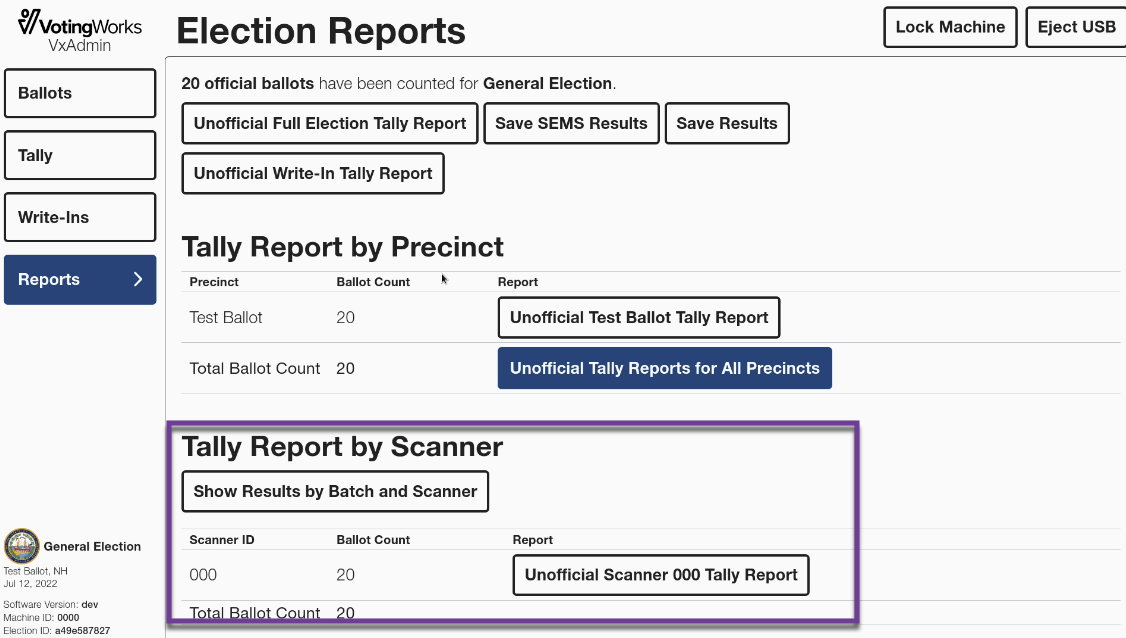 VotingWorks
VxAdmin
Election Reports
Lock Machine
Eject USB
Ballots
Tally
Write-Ins
Reports
20 official ballots have been counted for General Election.
Unofficial Full Election Tally Report
Save SEMS Results
Save Results
Unofficial Write-In Tally Report
Tally Report by Precinct
Precinct Ballot Count Report
Test Ballot 20 Unofficial Test Ballot Tally Report
Total Ballot Count 20 Unofficial Tally Reports for All Precincts
Tally Report by Scanner
Show Results by Batch and Scanner
Scanner ID Ballot Count Report
000 20 Unofficial Scanner 000 Tally Report
Total Ballot Count 20
General Election
Test Ballot, NH
Jul 12, 2022
Software Version: dev
Machine ID: 0000
Election ID: a49e587827